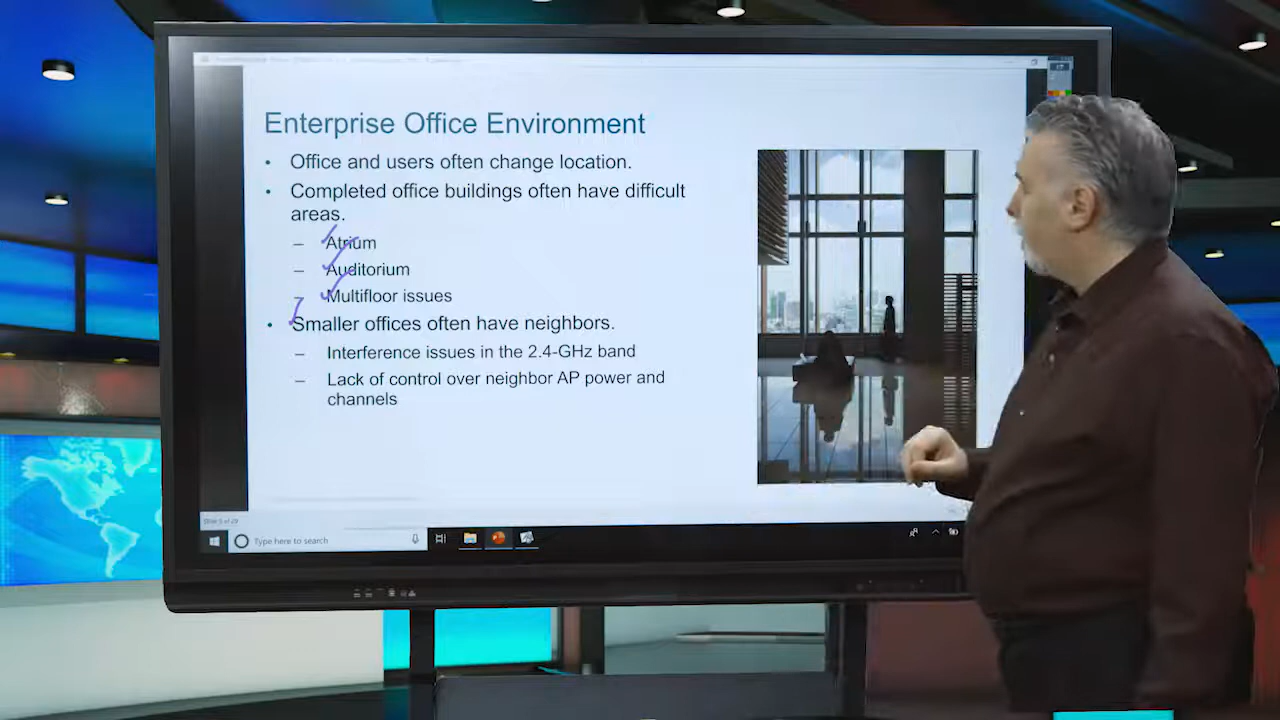 Enterprise Office Environment
• Office and users often change location.
• Completed office buildings often have difficult
areas.
– Atrium
– Auditorium
– Multifloor issues
• Smaller offices often have neighbors.
– Interference issues in the 2.4-GHz band
– Lack of control over neighbor AP power and
channels
Type here to search